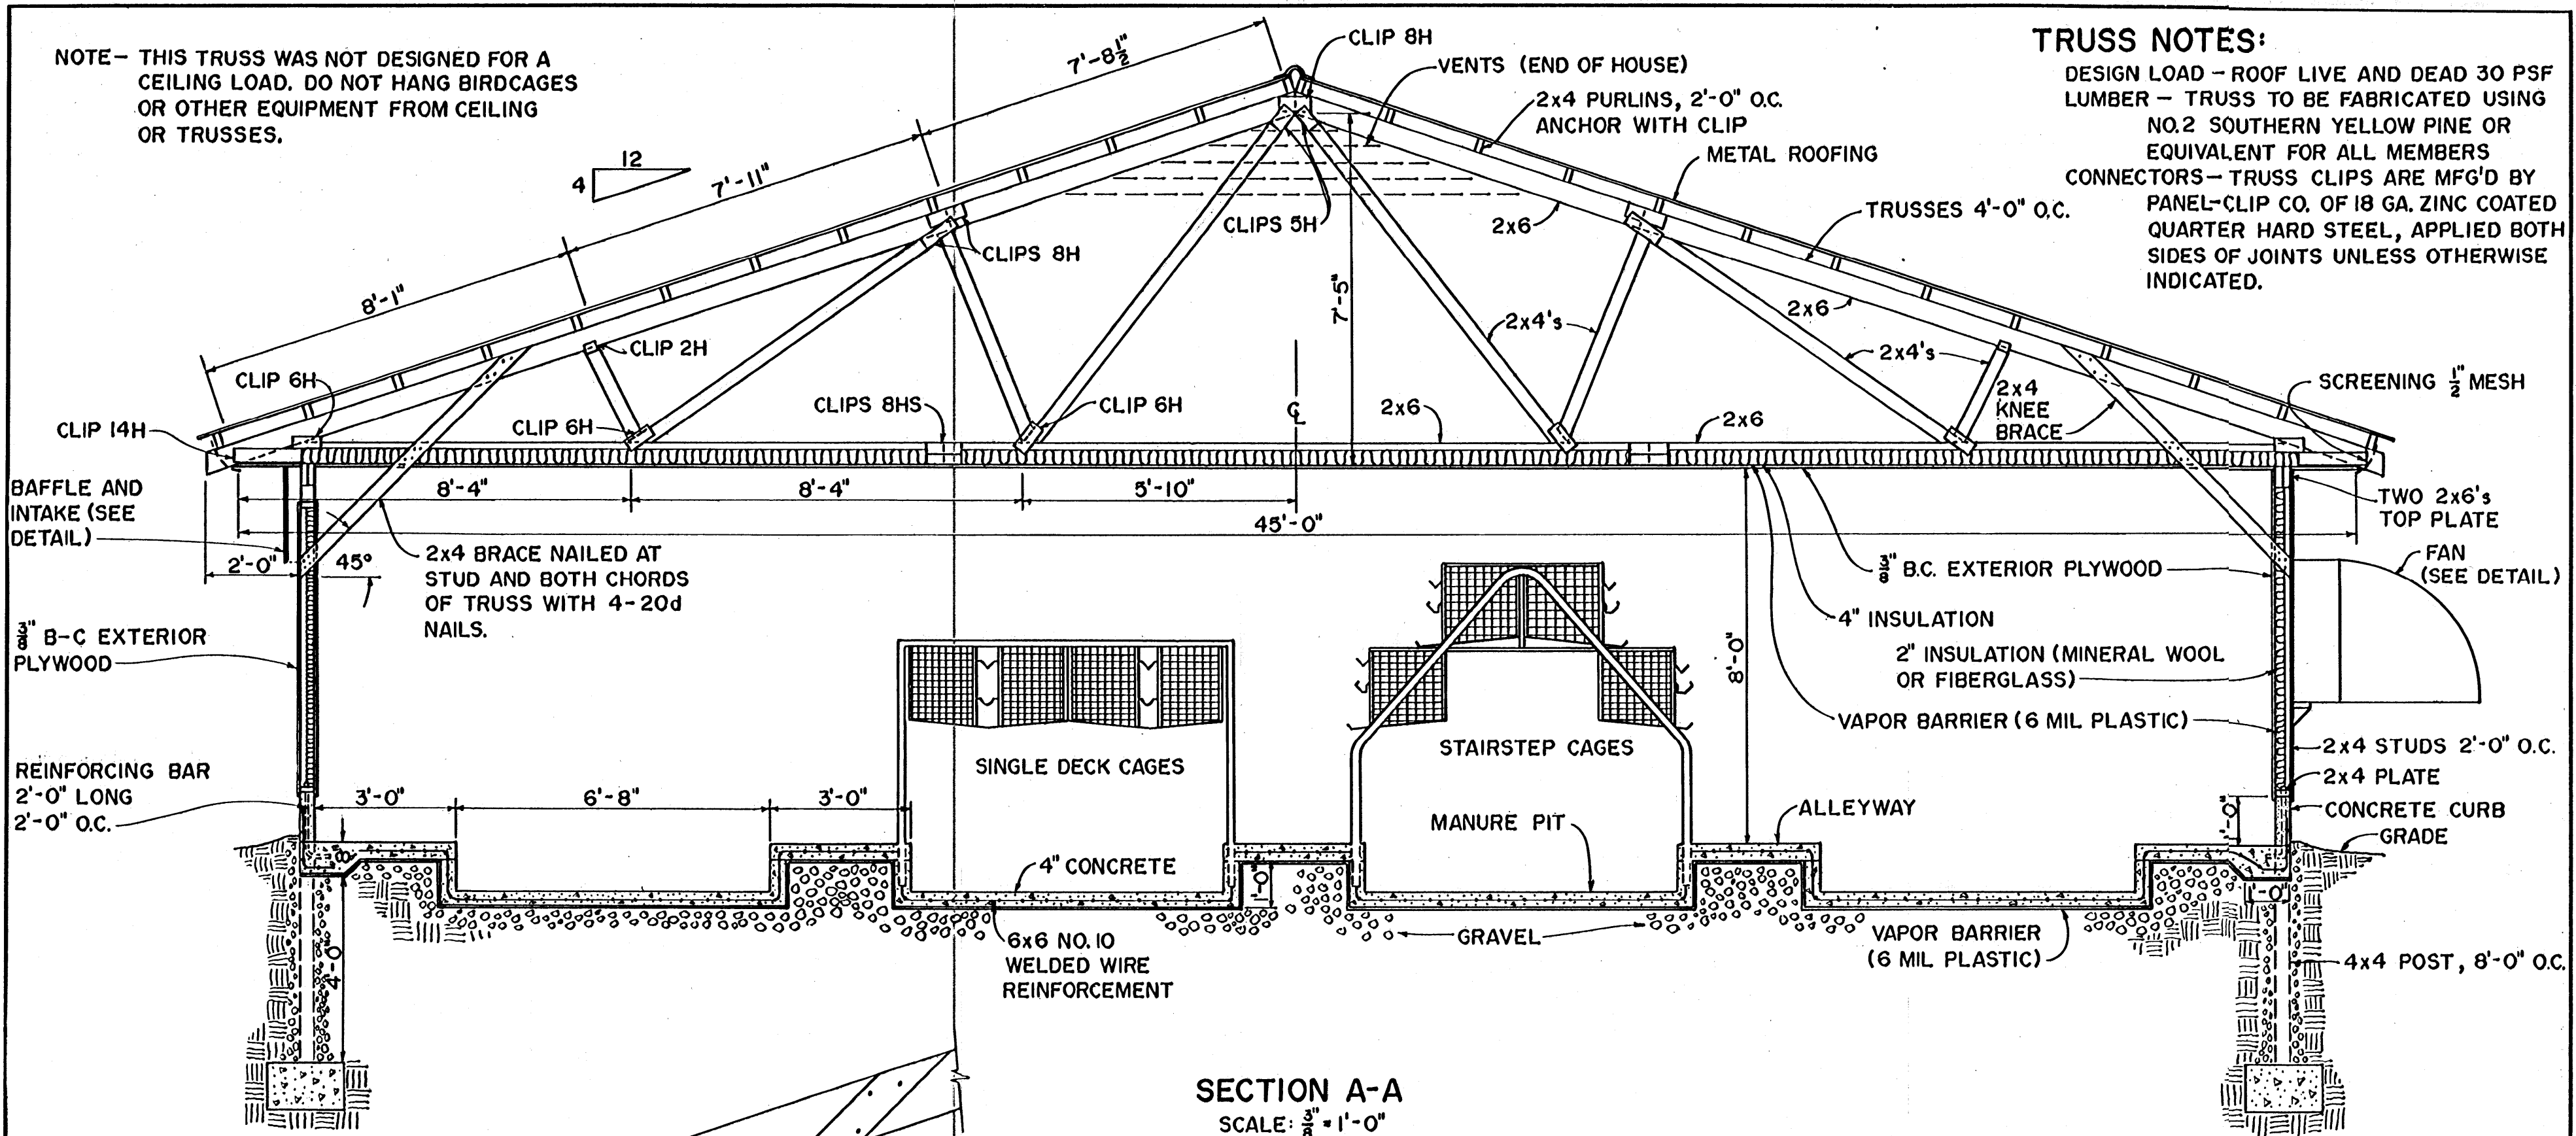 NOTE- THIS TRUSS WAS NOT DESIGNED FOR A
CEILING LOAD. DO NOT HANG BIRDCAGES
OR OTHER EQUIPMENT FROM CEILING
OR TRUSSES.
TRUSS NOTES:
DESIGN LOAD - ROOF LIVE AND DEAD 30 PSF
LUMBER - TRUSS TO BE FABRICATED USING
NO.2 SOUTHERN YELLOW PINE OR
EQUIVALENT FOR ALL MEMBERS
CONNECTORS - TRUSS CLIPS ARE MFG'D BY
PANEL-CLIP CO. OF 18 GA. ZINC COATED
QUARTER HARD STEEL, APPLIED BOTH
SIDES OF JOINTS UNLESS OTHERWISE
INDICATED.
7'-8½"
7'-11"
8'-1"
12
4
CLIP 8H
VENTS (END OF HOUSE)
2x4 PURLINS, 2'-0" O.C.
ANCHOR WITH CLIP
METAL ROOFING
TRUSSES 4'-0" O.C.
CLIPS 5H
CLIPS 8H
2x6
7'-5"
2x6
2x4's
2x4's
CLIP 2H
CLIP 6H
CLIP 14H
CLIP 6H
CLIPS 8HS
CLIP 6H
2x6
℄
2x6
2x4
KNEE
BRACE
SCREENING ½" MESH
BAFFLE AND
INTAKE (SEE
DETAIL)
8'-4"
8'-4"
5'-10"
45'-0"
2'-0"
45°
2x4 BRACE NAILED AT
STUD AND BOTH CHORDS
OF TRUSS WITH 4-20d
NAILS.
TWO 2x6's
TOP PLATE
FAN
(SEE DETAIL)
⅜" B.C. EXTERIOR PLYWOOD
4" INSULATION
2" INSULATION (MINERAL WOOL
OR FIBERGLASS)
VAPOR BARRIER (6 MIL PLASTIC)
8'-0"
⅜" B-C EXTERIOR
PLYWOOD
SINGLE DECK CAGES
STAIRSTEP CAGES
2x4 STUDS 2'-0" O.C.
2x4 PLATE
CONCRETE CURB
GRADE
1'-0"
REINFORCING BAR
2'-0" LONG
2'-0" O.C.
3'-0"
6'-8"
3'-0"
8"
MANURE PIT
ALLEYWAY
4" CONCRETE
1'-0"
1'-0"
4'-0"
6x6 NO.10
WELDED WIRE
REINFORCEMENT
GRAVEL
VAPOR BARRIER
(6 MIL PLASTIC)
4x4 POST, 8'-0" O.C.
SECTION A-A
SCALE: ⅜" = 1'-0"